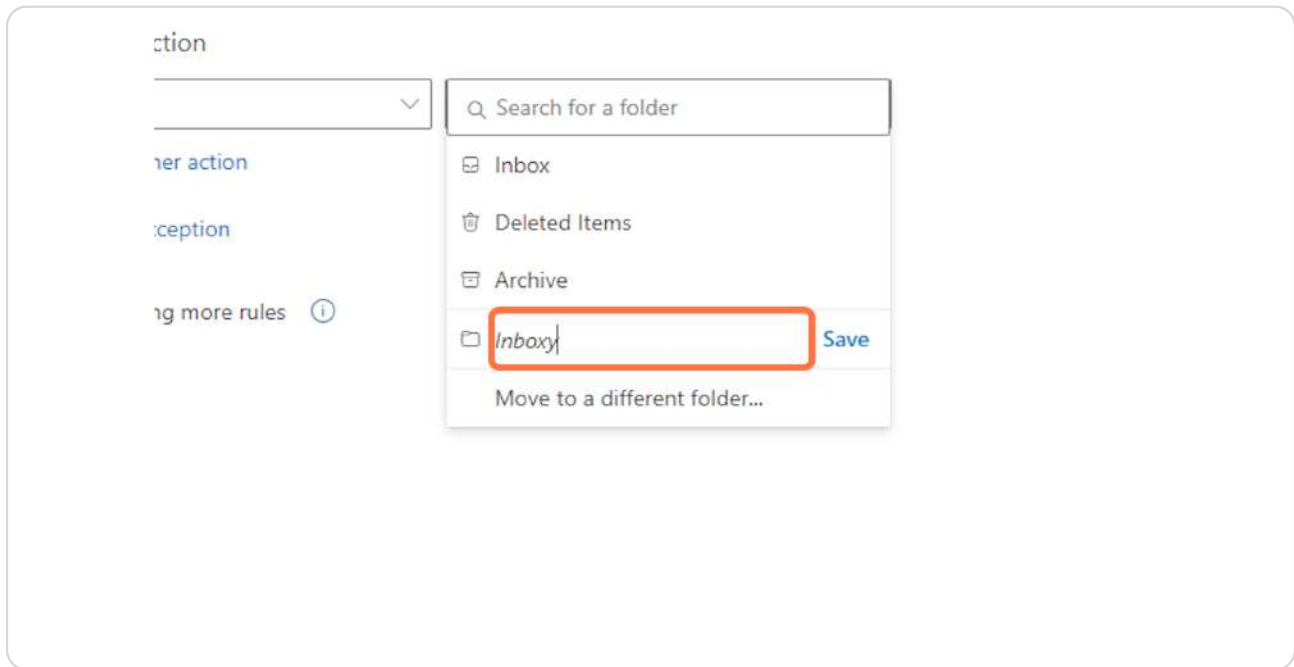 ction
Search for a folder
her action
Inbox
Deleted Items
ception
Archive
ng more rules
Inboxy
Save
Move to a different folder...